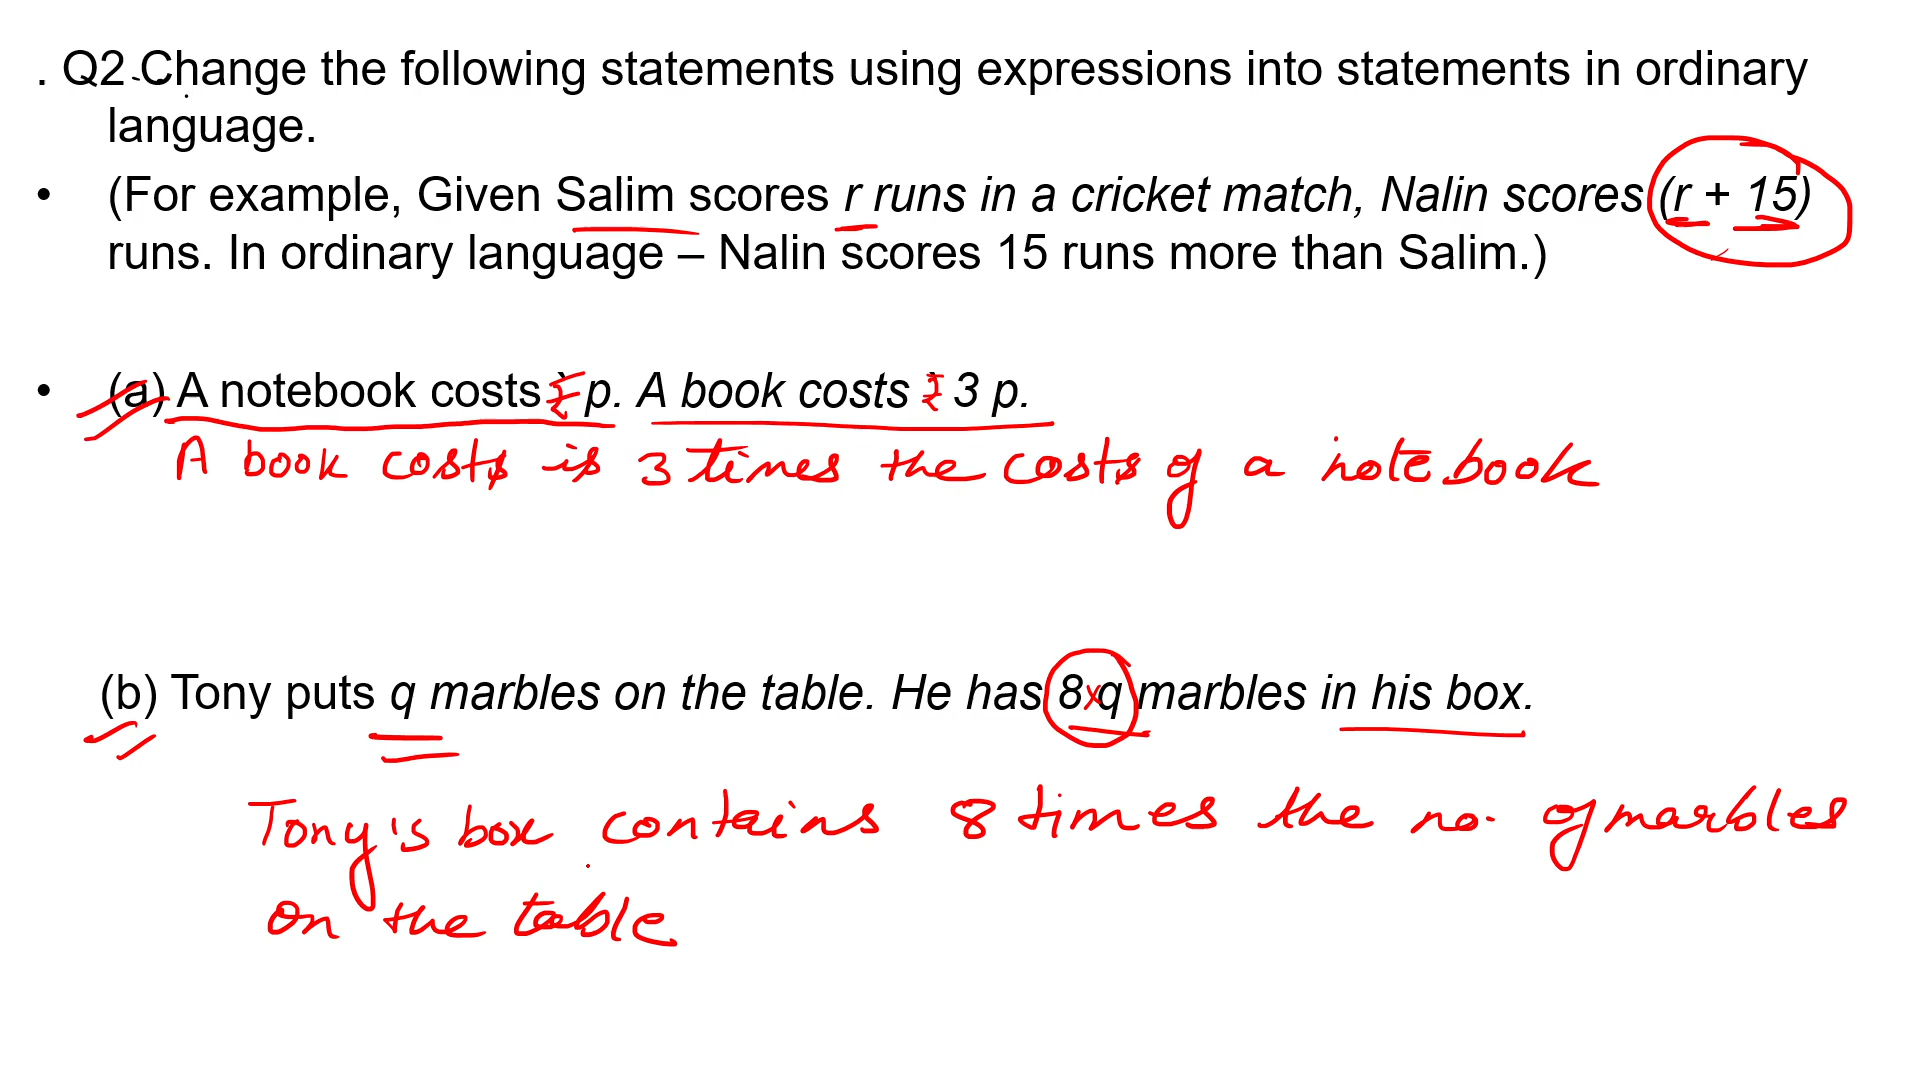 . Q2 Change the following statements using expressions into statements in ordinary
language.
• (For example, Given Salim scores r runs in a cricket match, Nalin scores (r + 15)
runs. In ordinary language – Nalin scores 15 runs more than Salim.)
• (a) A notebook costs ₹ p. A book costs ₹ 3 p.
A book costs is 3 times the costs of a notebook
(b) Tony puts q marbles on the table. He has 8×q marbles in his box.
Tony's box contains 8 times the no. of marbles
on the table